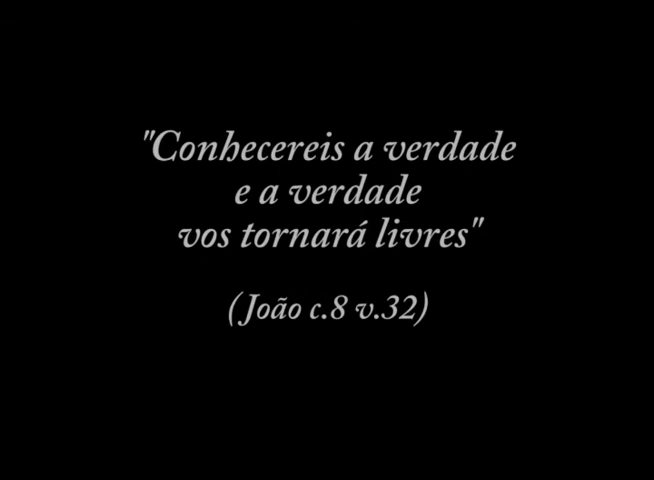 "Conhecereis a verdade
e a verdade
vos tornará livres"
(João c.8 v.32)